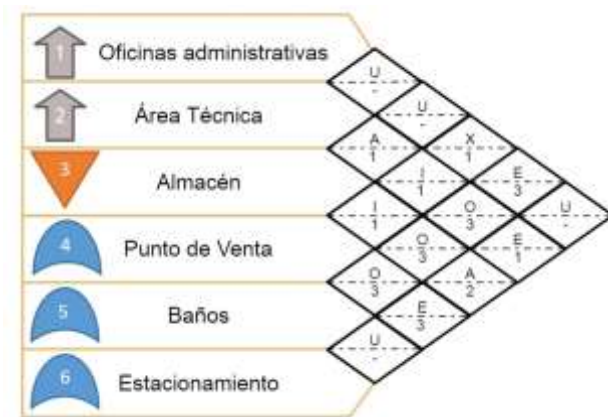 1 Oficinas administrativas
2 Área Técnica
3 Almacén
4 Punto de Venta
5 Baños
6 Estacionamiento
U
-
A
1
I
1
O
3
U
-
U
-
I
1
O
3
E
3
X
1
O
3
A
2
E
3
E
1
U
-